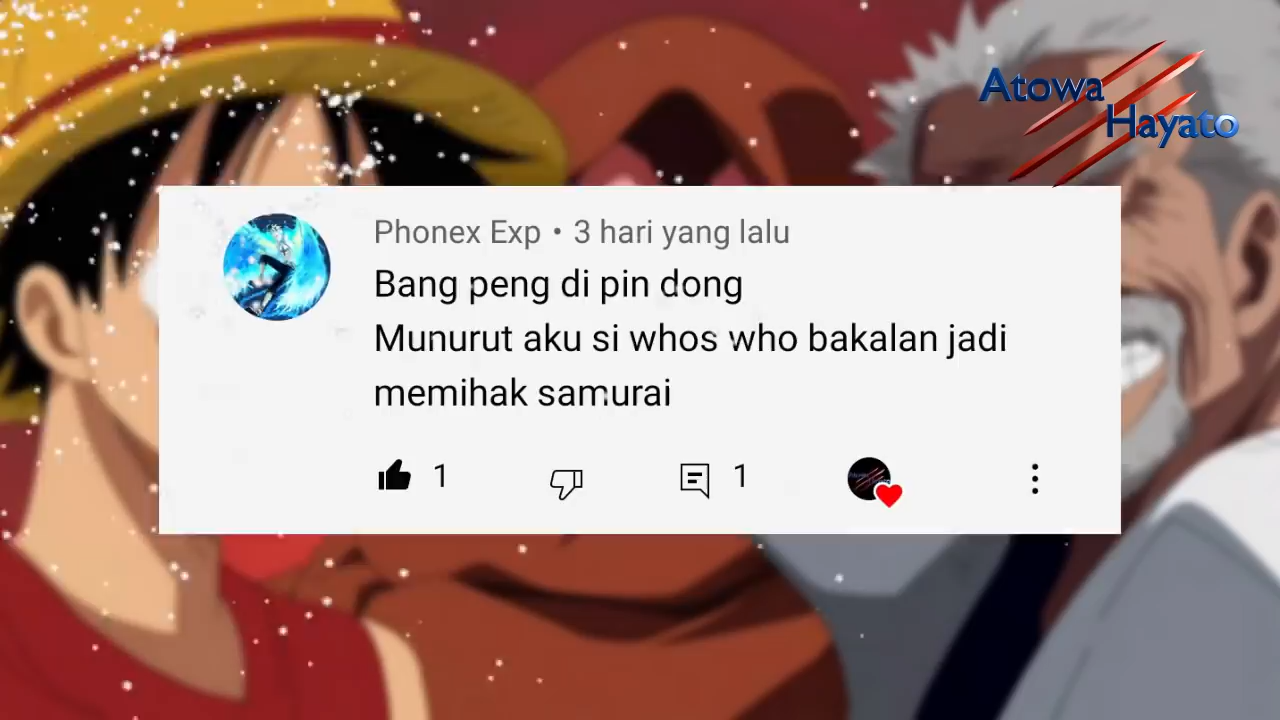 Atowa
Hayato
Phonex Exp • 3 hari yang lalu
Bang peng di pin dong
Munurut aku si whos who bakalan jadi
memihak samurai
1
1